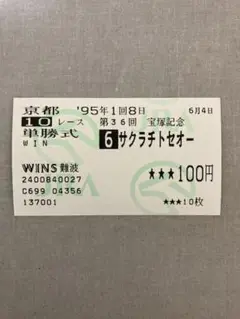 京都 '95年1回8日 6月4日
10 レース 第36回 宝塚記念
単勝式
WIN
6 サクラチトセオー
WINS 難波 ★★★100円
2400840027
C699 04356
137001 ★★★10枚